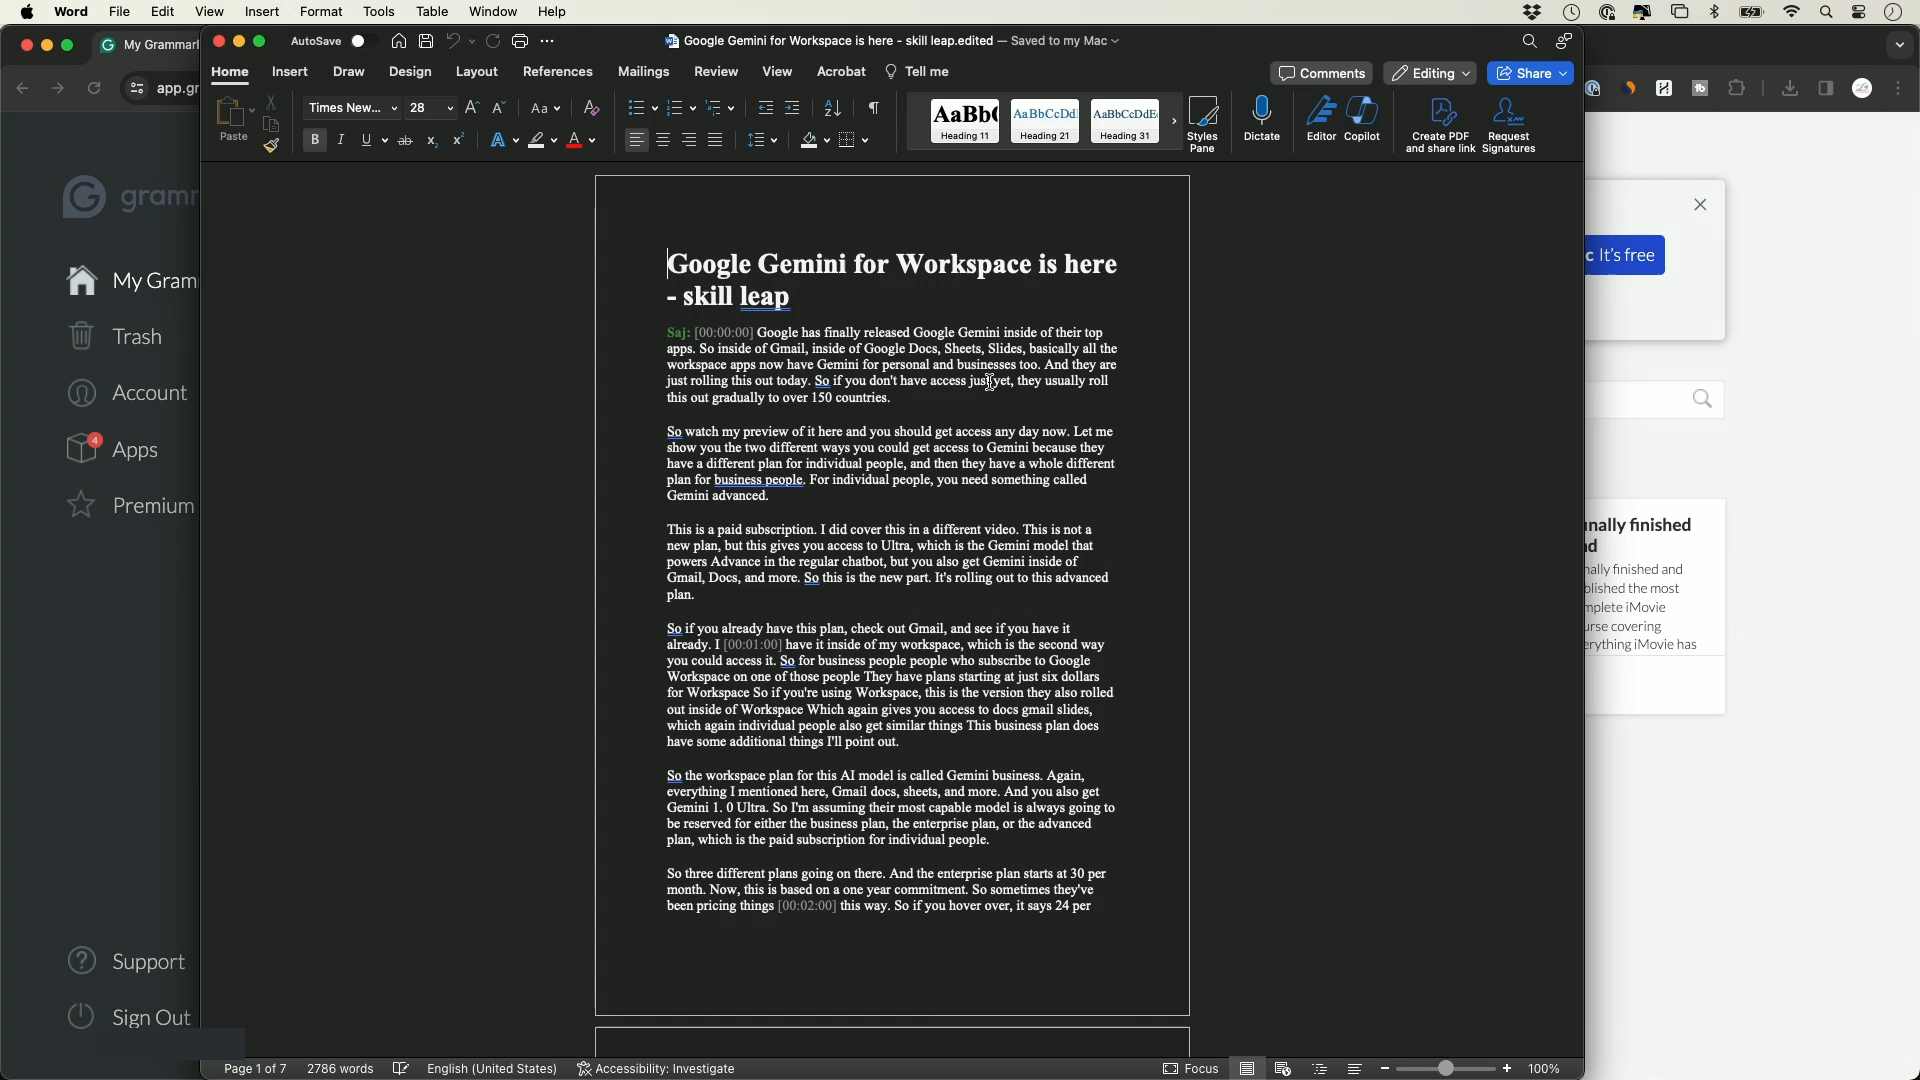 Word File Edit View Insert Format Tools Table Window Help
My Grammarl
AutoSave
Google Gemini for Workspace is here - skill leap.edited — Saved to my Mac
Home Insert Draw Design Layout References Mailings Review View Acrobat Tell me
Comments Editing Share
app.gr
Paste
Times New... 28
Aa
AaBb( AaBbCcDd AaBbCcDdE
Heading 11 Heading 21 Heading 31
Styles Pane
Dictate
Editor
Copilot
Create PDF and share link
Request Signatures
gramm
My Gram
Trash
Account
4
Apps
Premium
Support
Sign Out
Google Gemini for Workspace is here
- skill leap
Saj: [00:00:00] Google has finally released Google Gemini inside of their top
apps. So inside of Gmail, inside of Google Docs, Sheets, Slides, basically all the
workspace apps now have Gemini for personal and businesses too. And they are
just rolling this out today. So if you don't have access just yet, they usually roll
this out gradually to over 150 countries.
So watch my preview of it here and you should get access any day now. Let me
show you the two different ways you could get access to Gemini because they
have a different plan for individual people, and then they have a whole different
plan for business people. For individual people, you need something called
Gemini advanced.
This is a paid subscription. I did cover this in a different video. This is not a
new plan, but this gives you access to Ultra, which is the Gemini model that
powers Advance in the regular chatbot, but you also get Gemini inside of
Gmail, Docs, and more. So this is the new part. It's rolling out to this advanced
plan.
So if you already have this plan, check out Gmail, and see if you have it
already. I [00:01:00] have it inside of my workspace, which is the second way
you could access it. So for business people people who subscribe to Google
Workspace on one of those people They have plans starting at just six dollars
for Workspace So if you're using Workspace, this is the version they also rolled
out inside of Workspace Which again gives you access to docs gmail slides,
which again individual people also get similar things This business plan does
have some additional things I'll point out.
So the workspace plan for this AI model is called Gemini business. Again,
everything I mentioned here, Gmail docs, sheets, and more. And you also get
Gemini 1. 0 Ultra. So I'm assuming their most capable model is always going to
be reserved for either the business plan, the enterprise plan, or the advanced
plan, which is the paid subscription for individual people.
So three different plans going on there. And the enterprise plan starts at 30 per
month. Now, this is based on a one year commitment. So sometimes they've
been pricing things [00:02:00] this way. So if you hover over, it says 24 per
c It's free
inally finished
nd
nally finished and
blished the most
mplete iMovie
urse covering
erything iMovie has
Page 1 of 7 2786 words English (United States) Accessibility: Investigate Focus 100%